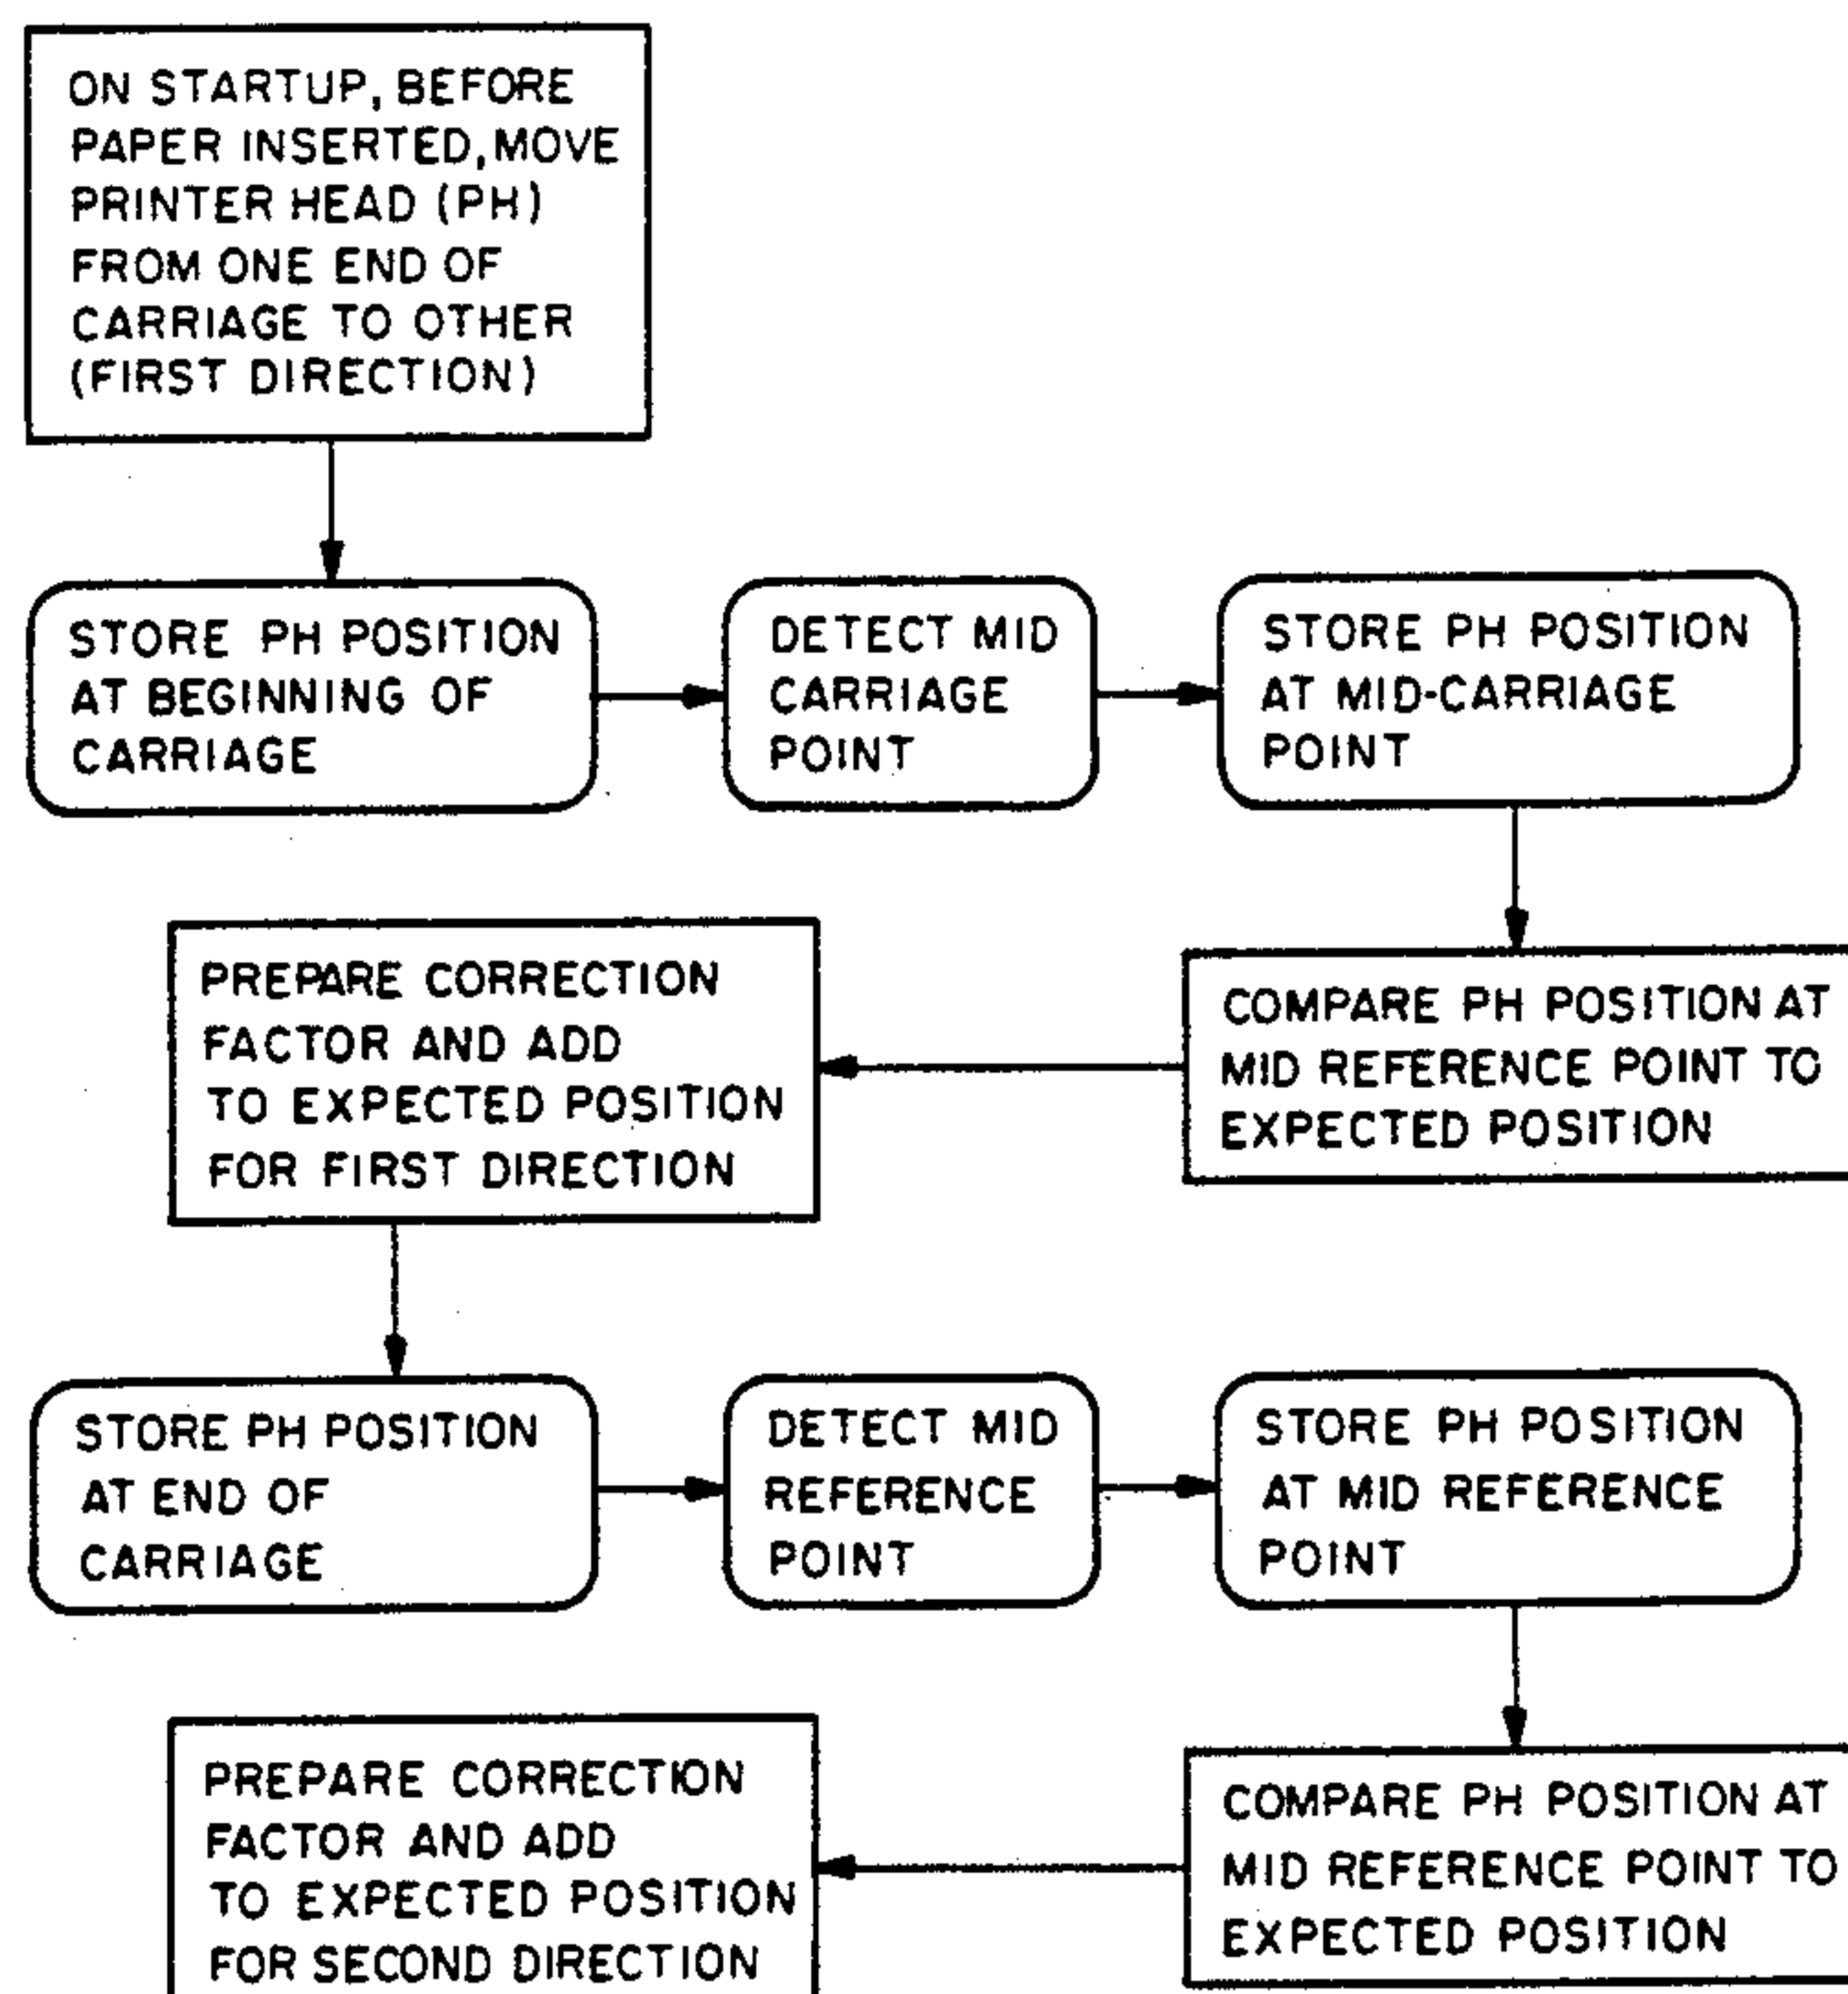 ON STARTUP, BEFORE
PAPER INSERTED, MOVE
PRINTER HEAD (PH)
FROM ONE END OF
CARRIAGE TO OTHER
(FIRST DIRECTION)
STORE PH POSITION
AT BEGINNING OF
CARRIAGE
DETECT MID
CARRIAGE
POINT
STORE PH POSITION
AT MID-CARRIAGE
POINT
COMPARE PH POSITION AT
MID REFERENCE POINT TO
EXPECTED POSITION
PREPARE CORRECTION
FACTOR AND ADD
TO EXPECTED POSITION
FOR FIRST DIRECTION
STORE PH POSITION
AT END OF
CARRIAGE
DETECT MID
REFERENCE
POINT
STORE PH POSITION
AT MID REFERENCE
POINT
COMPARE PH POSITION AT
MID REFERENCE POINT TO
EXPECTED POSITION
PREPARE CORRECTION
FACTOR AND ADD
TO EXPECTED POSITION
FOR SECOND DIRECTION